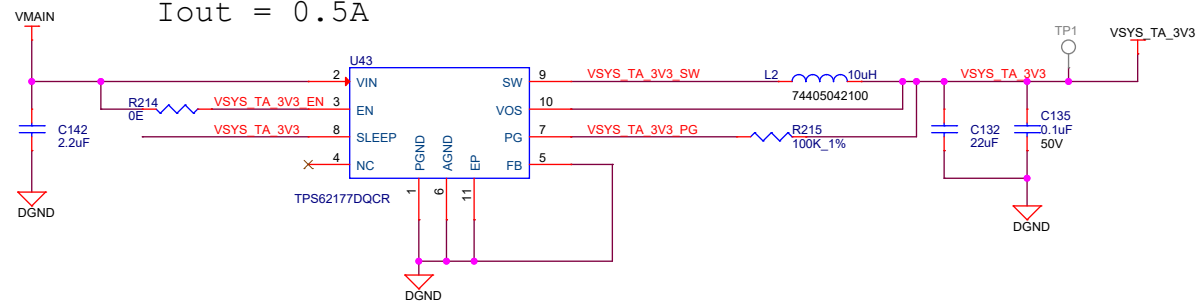 Iout = 0.5A
VMAIN
TP1
VSYS_TA_3V3
U43
2
VIN
SW
9
VSYS_TA_3V3_SW
L2
10uH
VSYS_TA_3V3
74405042100
R214
0E
VSYS_TA_3V3_EN
3
EN
VOS
10
C142
2.2uF
VSYS_TA_3V3
8
SLEEP
PG
7
VSYS_TA_3V3_PG
R215
100K_1%
C132
22uF
C135
0.1uF
50V
4
NC
PGND
AGND
EP
FB
5
TPS62177DQCR
1
6
11
DGND
DGND
DGND